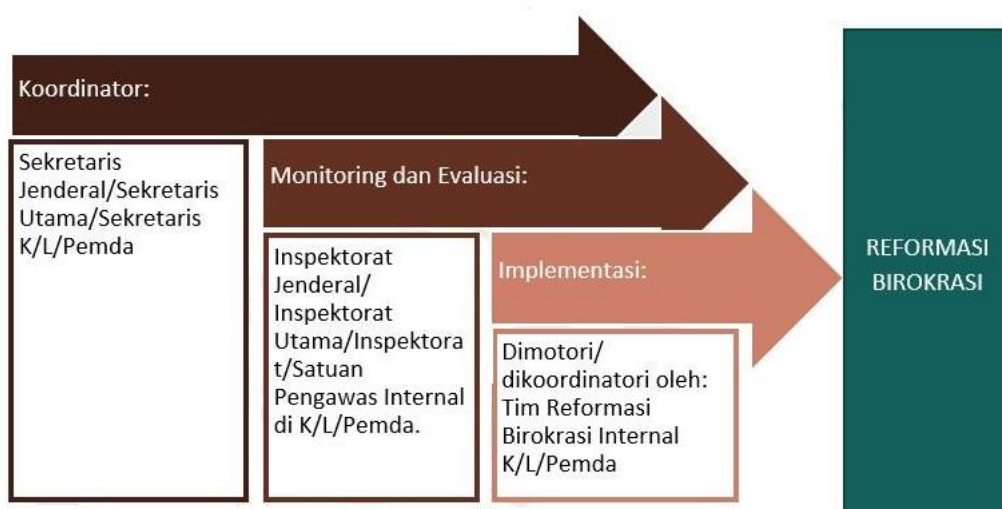 Koordinator:
Sekretaris
Jenderal/Sekretaris
Utama/Sekretaris
K/L/Pemda
Monitoring dan Evaluasi:
Inspektorat
Jenderal/
Inspektorat
Utama/Inspektora
t/Satuan
Pengawas Internal
di K/L/Pemda.
Implementasi:
Dimotori/
dikoordinatori oleh:
Tim Reformasi
Birokrasi Internal
K/L/Pemda
REFORMASI
BIROKRASI